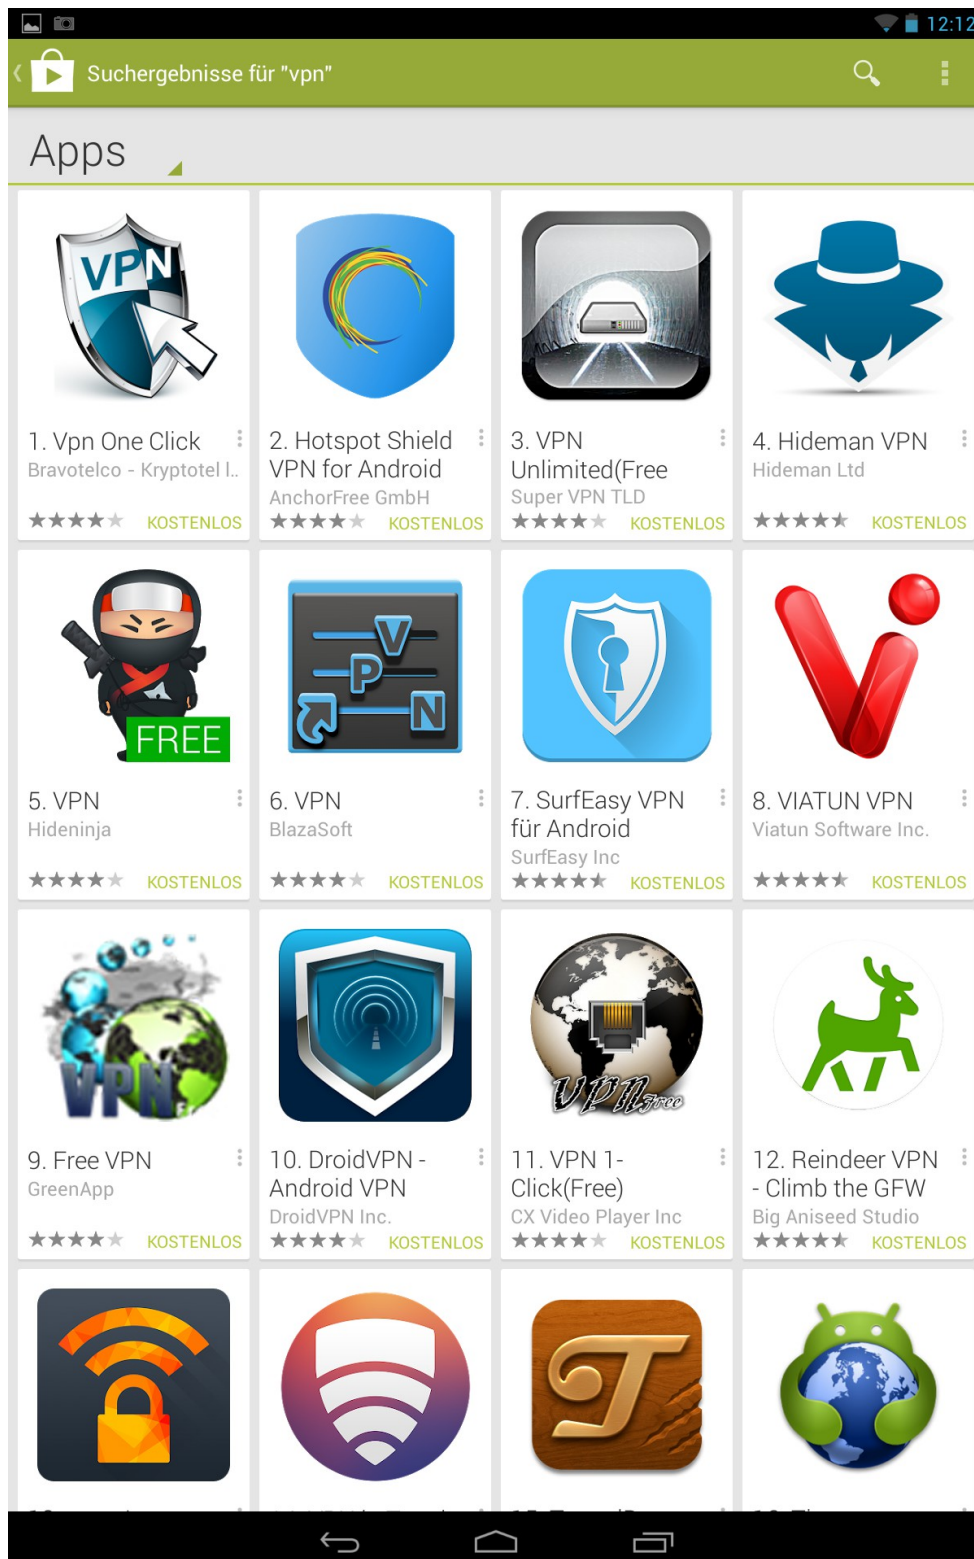 12:12
Suchergebnisse für "vpn"
Apps
VPN
1. Vpn One Click
Bravotelco - Kryptotel l..
KOSTENLOS
2. Hotspot Shield
VPN for Android
AnchorFree GmbH
KOSTENLOS
3. VPN
Unlimited(Free
Super VPN TLD
KOSTENLOS
4. Hideman VPN
Hideman Ltd
KOSTENLOS
FREE
5. VPN
Hideninja
KOSTENLOS
V
P
N
6. VPN
BlazaSoft
KOSTENLOS
7. SurfEasy VPN
für Android
SurfEasy Inc
KOSTENLOS
8. VIATUN VPN
Viatun Software Inc.
KOSTENLOS
VPN
9. Free VPN
GreenApp
KOSTENLOS
10. DroidVPN -
Android VPN
DroidVPN Inc.
KOSTENLOS
VPN Free
11. VPN 1-
Click(Free)
CX Video Player Inc
KOSTENLOS
12. Reindeer VPN
- Climb the GFW
Big Aniseed Studio
KOSTENLOS
T